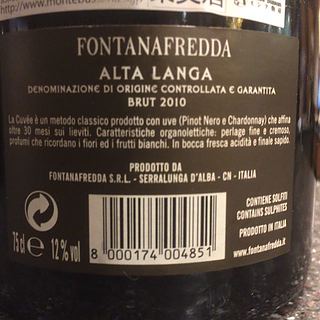 http://www.montebu
FONTANAFREDDA
ALTA LANGA
DENOMINAZIONE DI ORIGINE CONTROLLATA E GARANTITA
BRUT 2010
La Cuvée è un metodo classico prodotto con uve (Pinot Nero e Chardonnay) che affina
oltre 30 mesi sui lieviti. Caratteristiche organolettiche: perlage fine e cremoso,
profumi che ricordano i fiori ed i frutti bianchi. In bocca fresca acidità e finale sapido.
PRODOTTO DA
FONTANAFREDDA S.R.L. - SERRALUNGA D'ALBA - CN - ITALIA
CONTIENE SOLFITI
CONTAINS SULPHITES
PRODOTTO IN ITALIA
www.fontanafredda.it
75 cl e 12 % vol
8 000174 004851